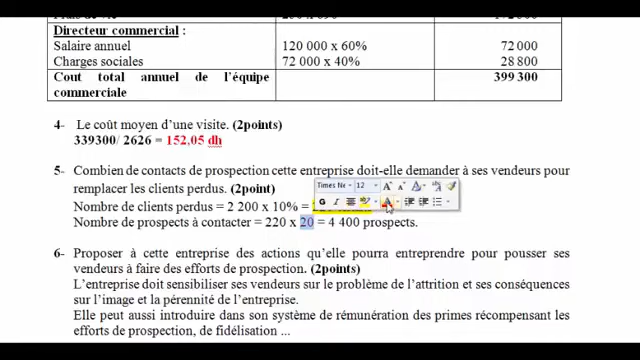 Directeur commercial :
Salaire annuel 120 000 x 60% 72 000
Charges sociales 72 000 x 40% 28 800
Cout total annuel de l'équipe 399 300
commerciale
4- Le coût moyen d'une visite. (2points)
339300/ 2626 = 152,05 dh
5- Combien de contacts de prospection cette entreprise doit-elle demander à ses vendeurs pour
remplacer les clients perdus. (2point)
Times Ne 12
Nombre de clients perdus = 2 200 x 10% =
G I
Nombre de prospects à contacter = 220 x 20 = 4 400 prospects.
6- Proposer à cette entreprise des actions qu'elle pourra entreprendre pour pousser ses
vendeurs à faire des efforts de prospection. (2points)
L'entreprise doit sensibiliser ses vendeurs sur le problème de l'attrition et ses conséquences
sur l'image et la pérennité de l'entreprise.
Elle peut aussi introduire dans son système de rémunération des primes récompensant les
efforts de prospection, de fidélisation ...